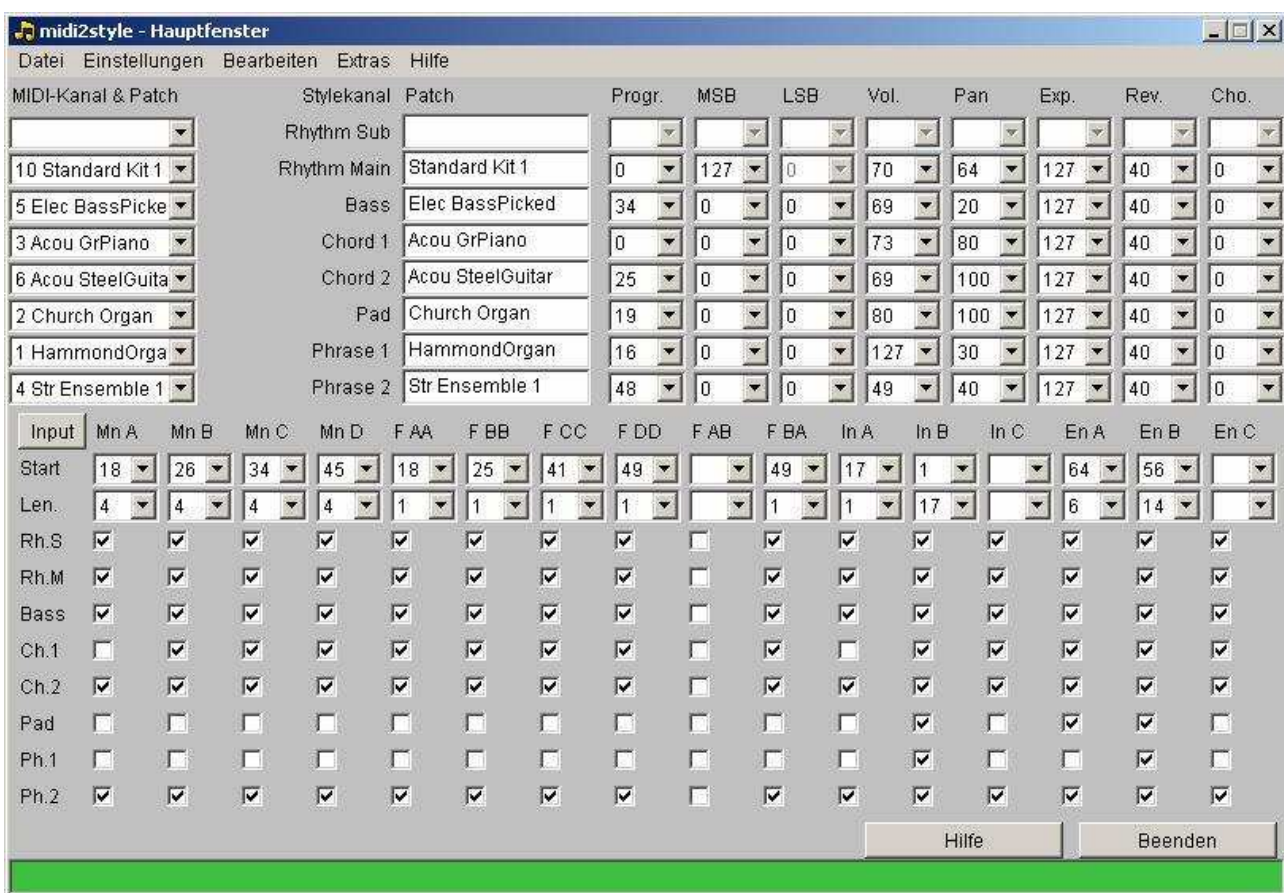 midi2style - Hauptfenster
Datei Einstellungen Bearbeiten Extras Hilfe
MIDI-Kanal & Patch Stylekanal Patch Progr. MSB LSB Vol. Pan Exp. Rev. Cho.
Rhythm Sub
10 Standard Kit 1 Rhythm Main Standard Kit 1 0 127 0 70 64 127 40 0
5 Elec BassPicke Bass Elec BassPicked 34 0 0 69 20 127 40 0
3 Acou GrPiano Chord 1 Acou GrPiano 0 0 0 73 80 127 40 0
6 Acou SteelGuita Chord 2 Acou SteelGuitar 25 0 0 69 100 127 40 0
2 Church Organ Pad Church Organ 19 0 0 80 100 127 40 0
1 HammondOrga Phrase 1 HammondOrgan 16 0 0 127 30 127 40 0
4 Str Ensemble 1 Phrase 2 Str Ensemble 1 48 0 0 49 40 127 40 0
Input Mn A Mn B Mn C Mn D F AA F BB F CC F DD F AB F BA In A In B In C En A En B En C
Start 18 26 34 45 18 25 41 49 49 17 1 64 56
Len. 4 4 4 4 1 1 1 1 1 1 17 6 14
Rh.S
Rh.M
Bass
Ch.1
Ch.2
Pad
Ph.1
Ph.2
Hilfe Beenden